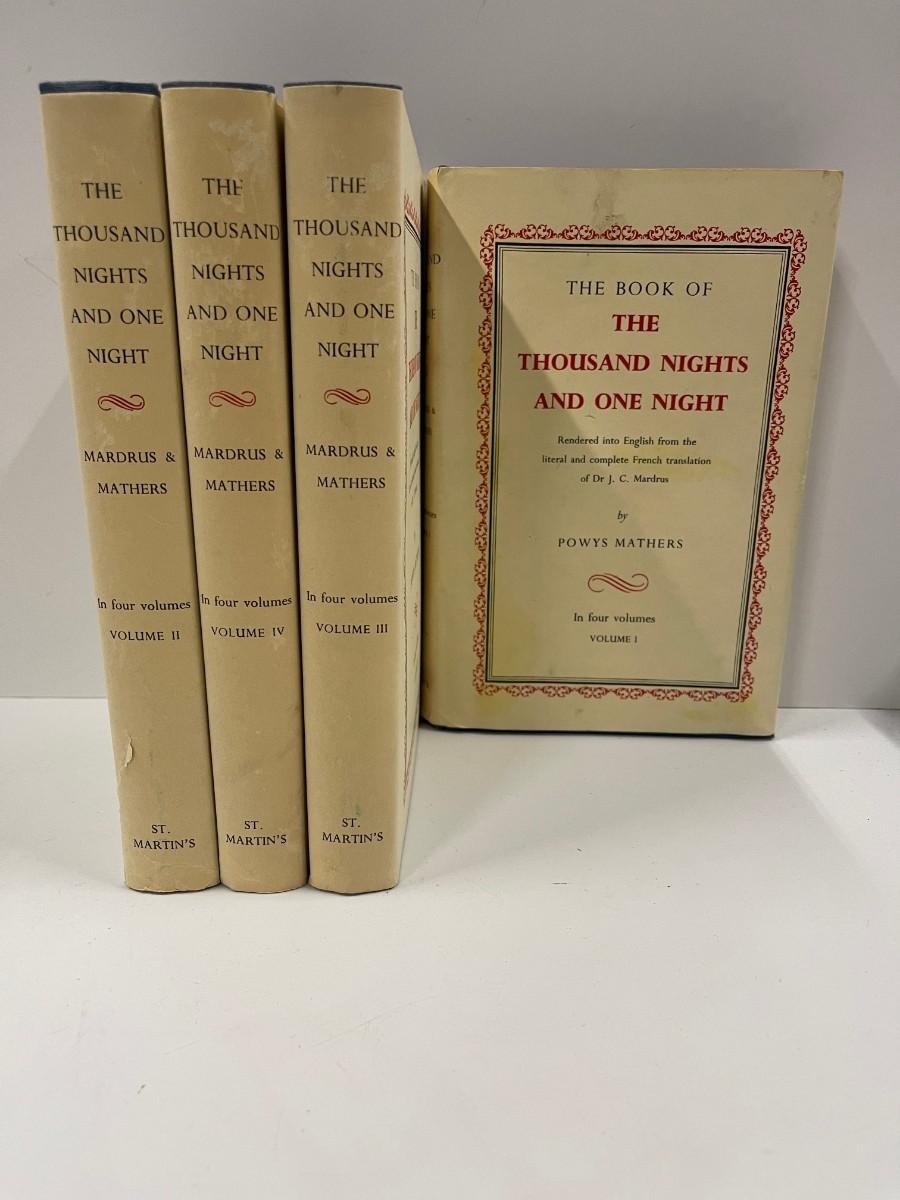 THE
THOUSAND
NIGHTS
AND ONE
NIGHT
MARDRUS &
MATHERS
In four volumes
VOLUME II
ST.
MARTIN'S
THE
THOUSAND
NIGHTS
AND ONE
NIGHT
MARDRUS &
MATHERS
In four volumes
VOLUME IV
ST.
MARTIN'S
THE
THOUSAND
NIGHTS
AND ONE
NIGHT
MARDRUS &
MATHERS
In four volumes
VOLUME III
ST.
MARTIN'S
THE BOOK OF
THE
THOUSAND NIGHTS
AND ONE NIGHT
Rendered into English from the
literal and complete French translation
of Dr J. C. Mardrus
by
POWYS MATHERS
In four volumes
VOLUME I